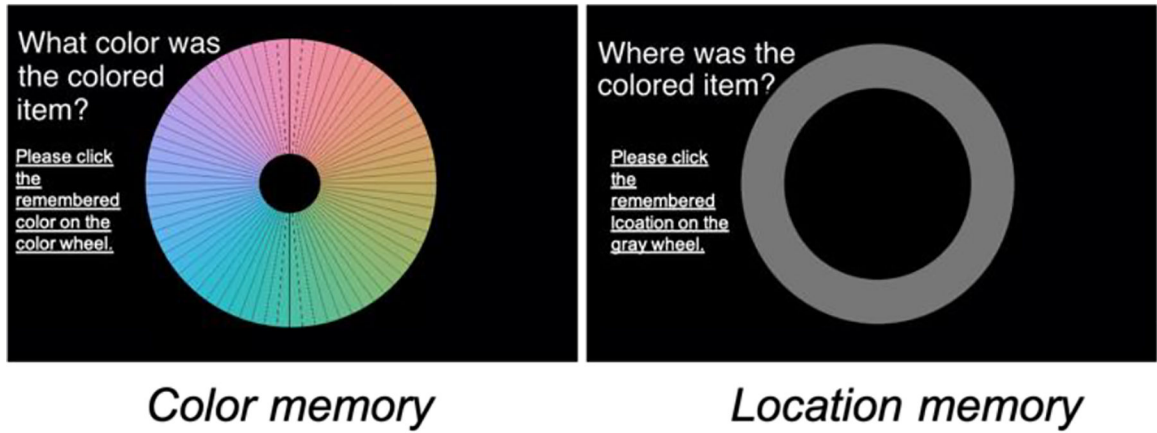 What color was
the colored
item?
Please click
the
remembered
color on the
color wheel.
Where was the
colored item?
Please click
the
remembered
lcoation on the
gray wheel.
Color memory
Location memory